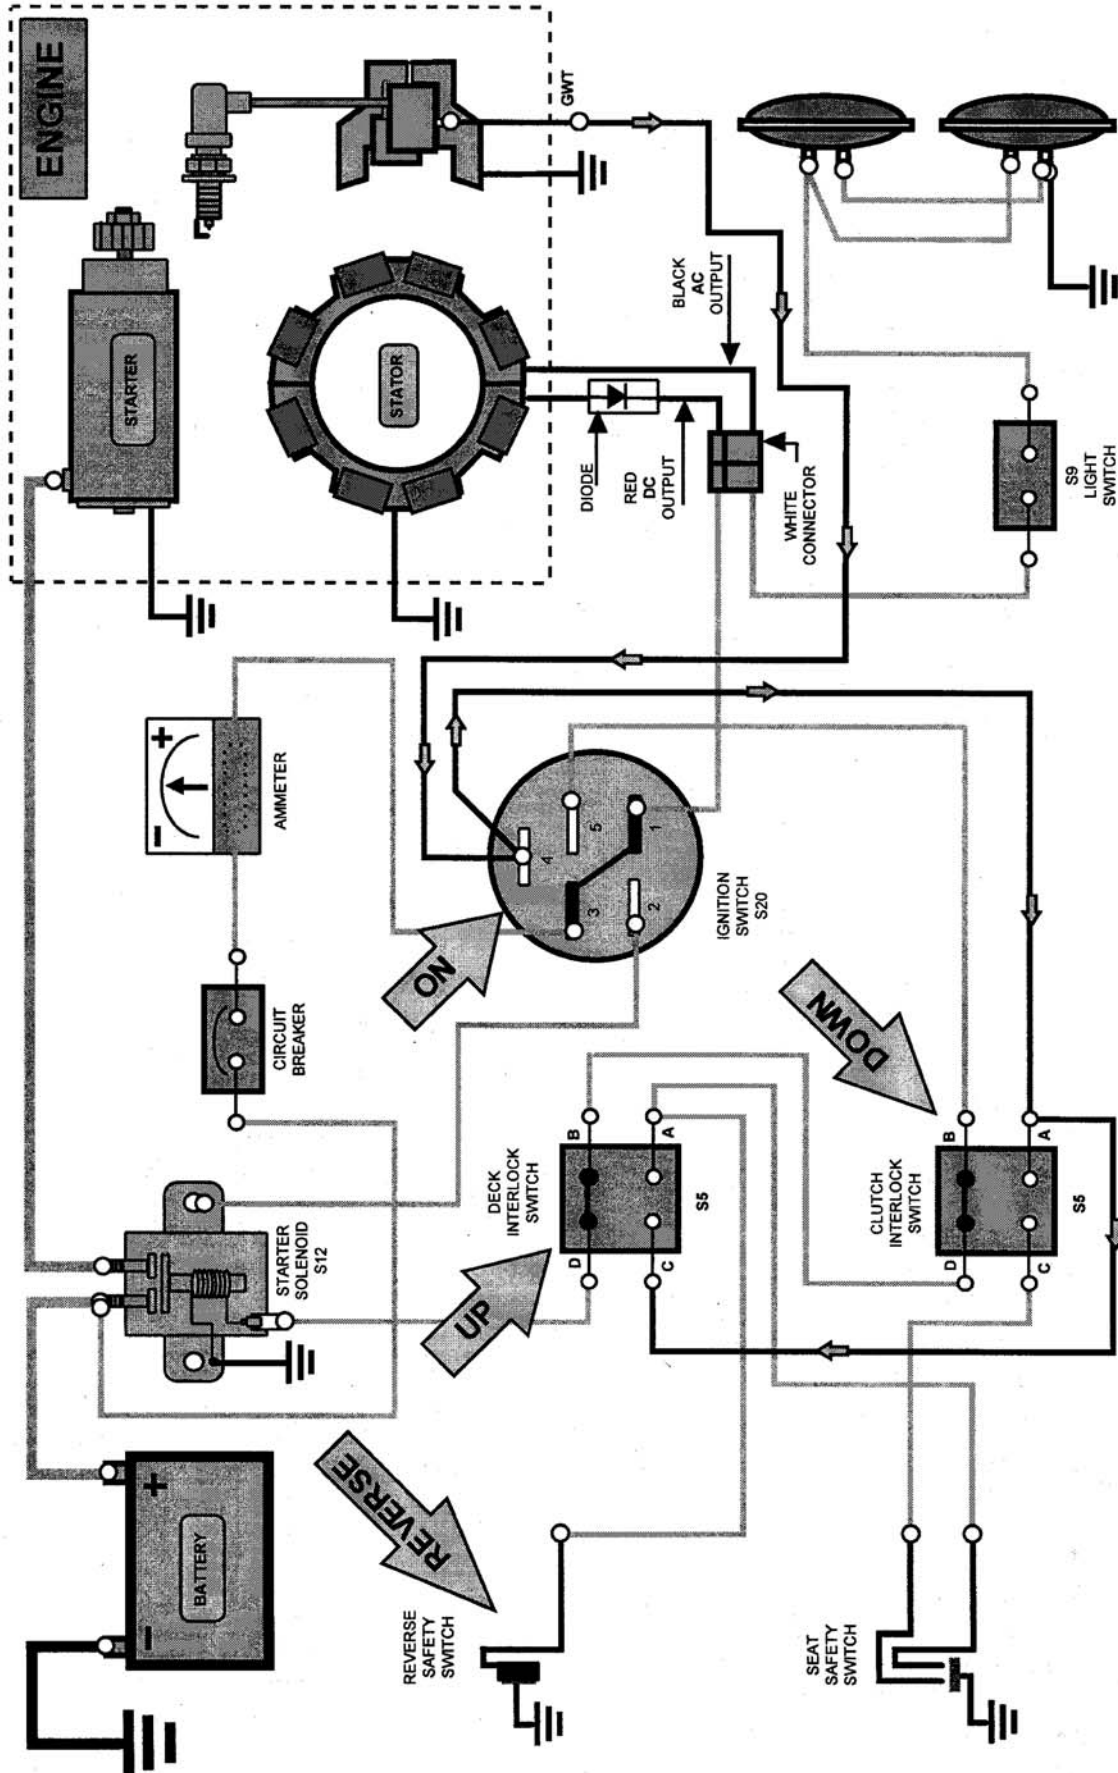 ENGINE
STARTER
STATOR
GWT
BLACK
AC
OUTPUT
DIODE
RED
DC
OUTPUT
WHITE
CONNECTOR
S9
LIGHT
SWITCH
- +
AMMETER
CIRCUIT
BREAKER
ON
4
5
3
1
2
IGNITION
SWITCH
S20
STARTER
SOLENOID
S12
DECK
INTERLOCK
SWITCH
B
A
D
C
S5
UP
DOWN
CLUTCH
INTERLOCK
SWITCH
B
A
D
C
S5
- +
BATTERY
REVERSE
REVERSE
SAFETY
SWITCH
SEAT
SAFETY
SWITCH